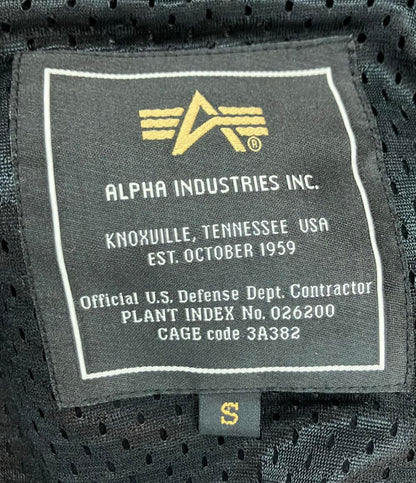 ®
ALPHA INDUSTRIES INC.
KNOXVILLE, TENNESSEE USA
EST. OCTOBER 1959
Official U.S. Defense Dept. Contractor
PLANT INDEX No. 026200
CAGE code 3A382
S